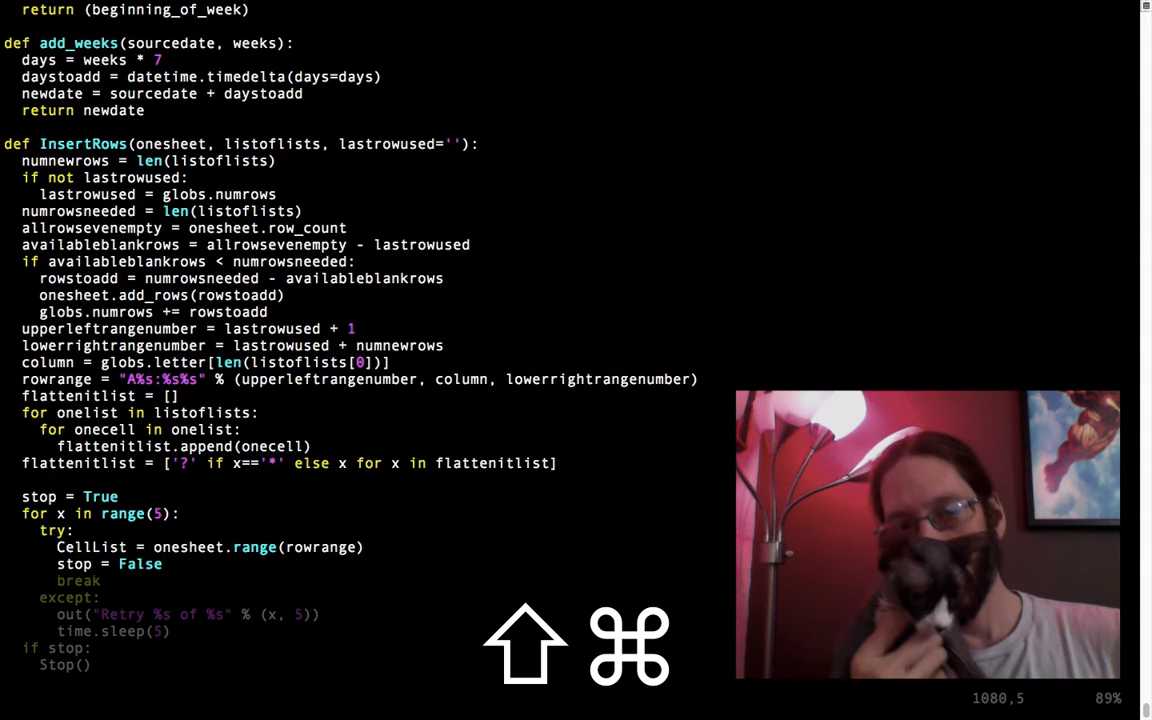 return (beginning_of_week)

def add_weeks(sourcedate, weeks):
  days = weeks * 7
  daystoadd = datetime.timedelta(days=days)
  newdate = sourcedate + daystoadd
  return newdate

def InsertRows(onesheet, listoflists, lastrowused=''):
  numnewrows = len(listoflists)
  if not lastrowused:
    lastrowused = globs.numrows
  numrowsneeded = len(listoflists)
  allrowsevenempty = onesheet.row_count
  availableblankrows = allrowsevenempty - lastrowused
  if availableblankrows < numrowsneeded:
    rowstoadd = numrowsneeded - availableblankrows
    onesheet.add_rows(rowstoadd)
    globs.numrows += rowstoadd
  upperleftrangenumber = lastrowused + 1
  lowerrightrangenumber = lastrowused + numnewrows
  column = globs.letter[len(listoflists[0])]
  rowrange = "A%s:%s%s" % (upperleftrangenumber, column, lowerrightrangenumber)
  flattenitlist = []
  for onelist in listoflists:
    for onecell in onelist:
      flattenitlist.append(onecell)
  flattenitlist = ['?' if x=='*' else x for x in flattenitlist]

  stop = True
  for x in range(5):
    try:
      CellList = onesheet.range(rowrange)
      stop = False
      break
    except:
      out("Retry %s of %s" % (x, 5))
      time.sleep(5)
  if stop:
    Stop()
⇧ ⌘
1080,5 89%